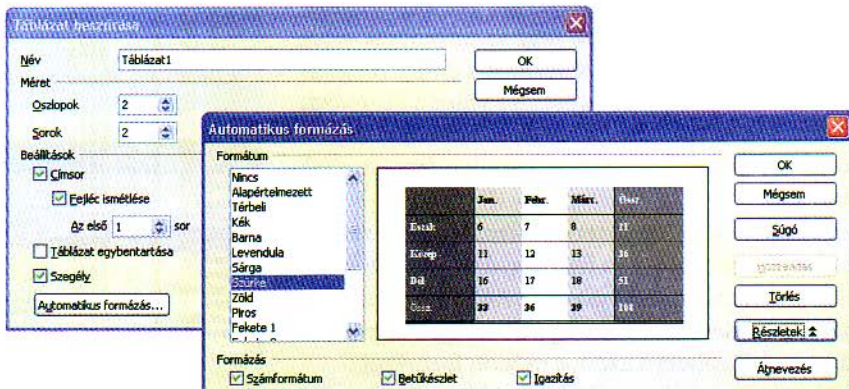 Táblázat beszúrása
Név Táblázat1 OK
Méret Mégsem
Oszlopok 2
Sorok 2
Beállítások
Címsor
Fejléc ismétlése
Az első 1 sor
Táblázat egybentartása
Szegély
Automatikus formázás...
Automatikus formázás
Formátum
Nincs
Alapértelmezett
Térbeli
Kék
Barna
Levendula
Sárga
Szürke
Zöld
Piros
Fekete 1
Jan. Febr. Márc. Össz.
Észak 6 7 8
Közép 11 12 13 36
Dél 16 17 18 51
Össz. 33 36 39 108
OK
Mégsem
Súgó
Hozzáadás
Törlés
Részletek
Átnevezés
Formázás
Számformátum Betűkészlet Igazítás